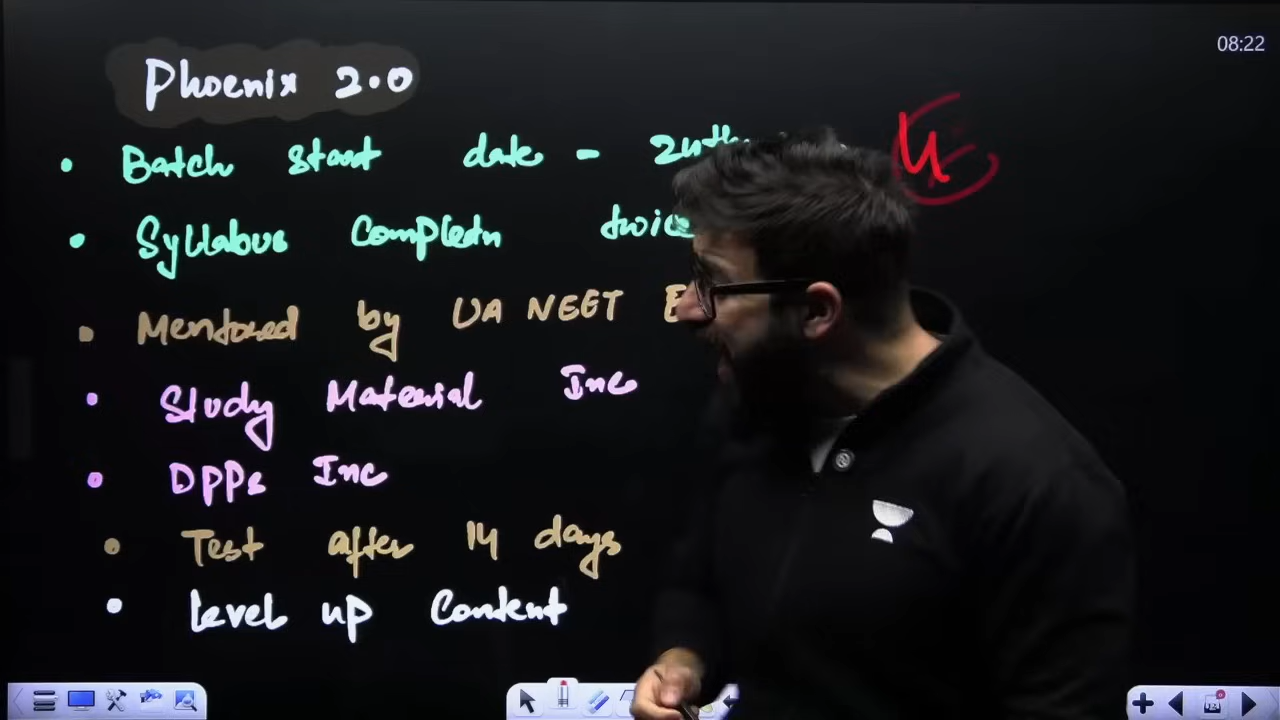 08:22
Phoenix 2.0
• Batch start date - 24th
• Syllabus Completn twice
• Mentored by UA NEET
• Study Material Inc
• DPPs Inc
• Test after 14 days
• Level up Content